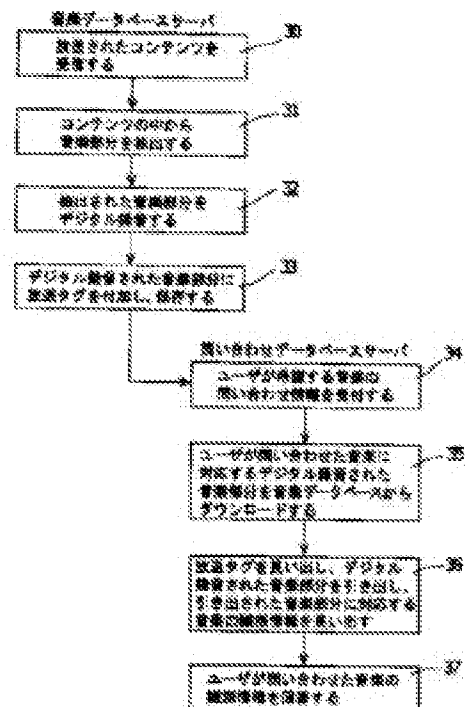 音楽データベースサーバ
30
放送されたコンテンツを
受信する
31
コンテンツの中から
音楽部分を抽出する
32
抽出された音楽部分を
デジタル録音する
33
デジタル録音された音楽部分に
放送タグを付加し、保存する
問い合わせデータベースサーバ
34
ユーザが希望する音楽の
問い合わせ情報を受付する
35
ユーザが問い合わせた音楽に
対応するデジタル録音された
音楽部分を音楽データベースから
ダウンロードする
36
放送タグを見い出し、デジタル
録音された音楽部分を引き出し、
引き出された音楽部分に対応する
音楽の識別情報を見い出す
37
ユーザが問い合わせた音楽の
識別情報を回答する